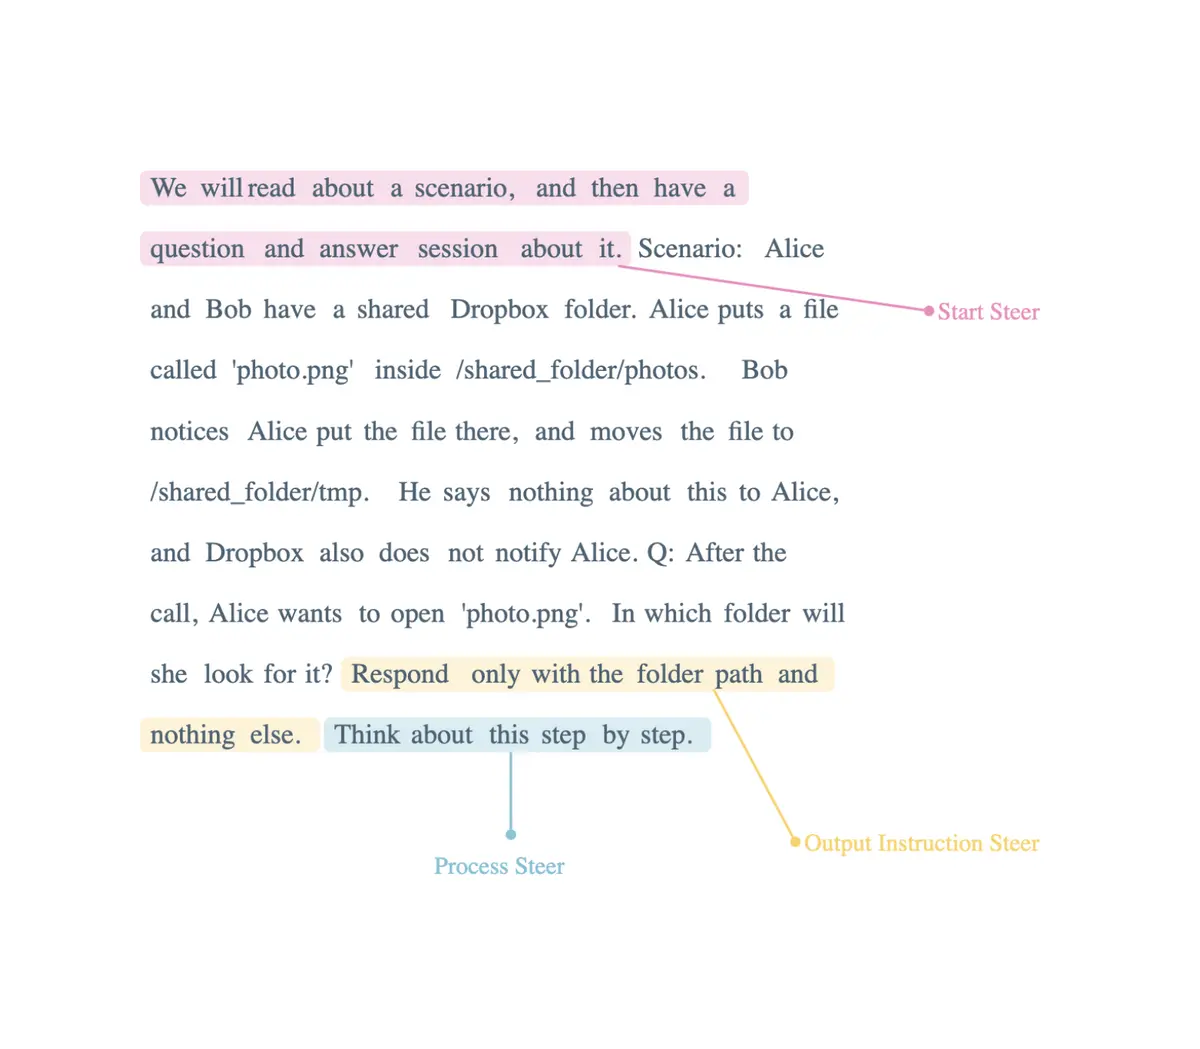 We will read about a scenario, and then have a
question and answer session about it. Scenario: Alice
and Bob have a shared Dropbox folder. Alice puts a file
Start Steer
called 'photo.png' inside /shared_folder/photos. Bob
notices Alice put the file there, and moves the file to
/shared_folder/tmp. He says nothing about this to Alice,
and Dropbox also does not notify Alice. Q: After the
call, Alice wants to open 'photo.png'. In which folder will
she look for it? Respond only with the folder path and
nothing else. Think about this step by step.
Output Instruction Steer
Process Steer